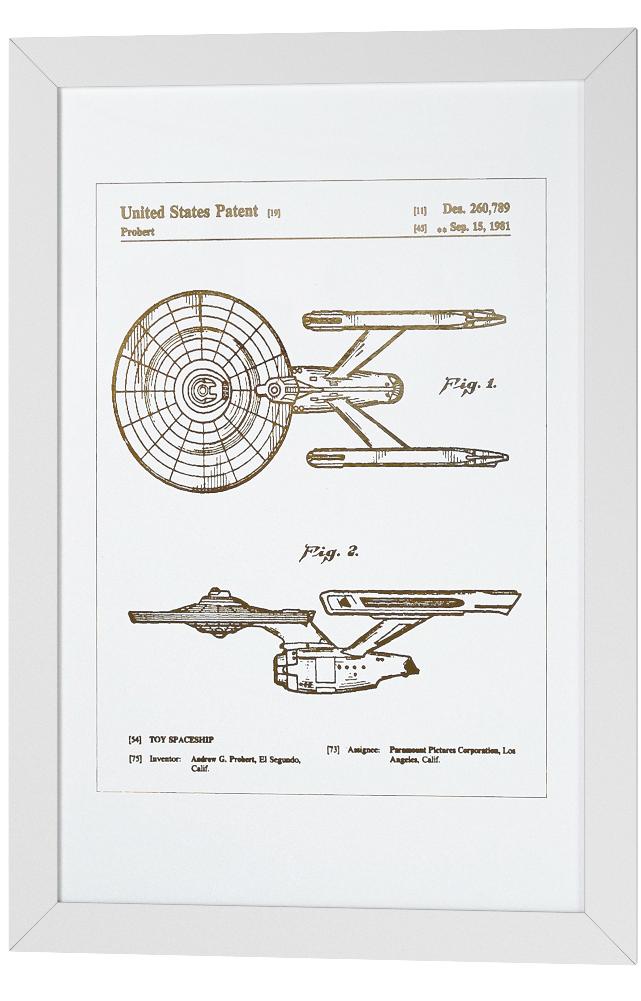 United States Patent [19]
[11] Des. 260,789
Probert
[45] ** Sep. 15, 1981
Fig. 1.
Fig. 2.
[54] TOY SPACESHIP
[75] Inventor: Andrew G. Probert, El Segundo,
Calif.
[73] Assignee: Paramount Pictures Corporation, Los
Angeles, Calif.